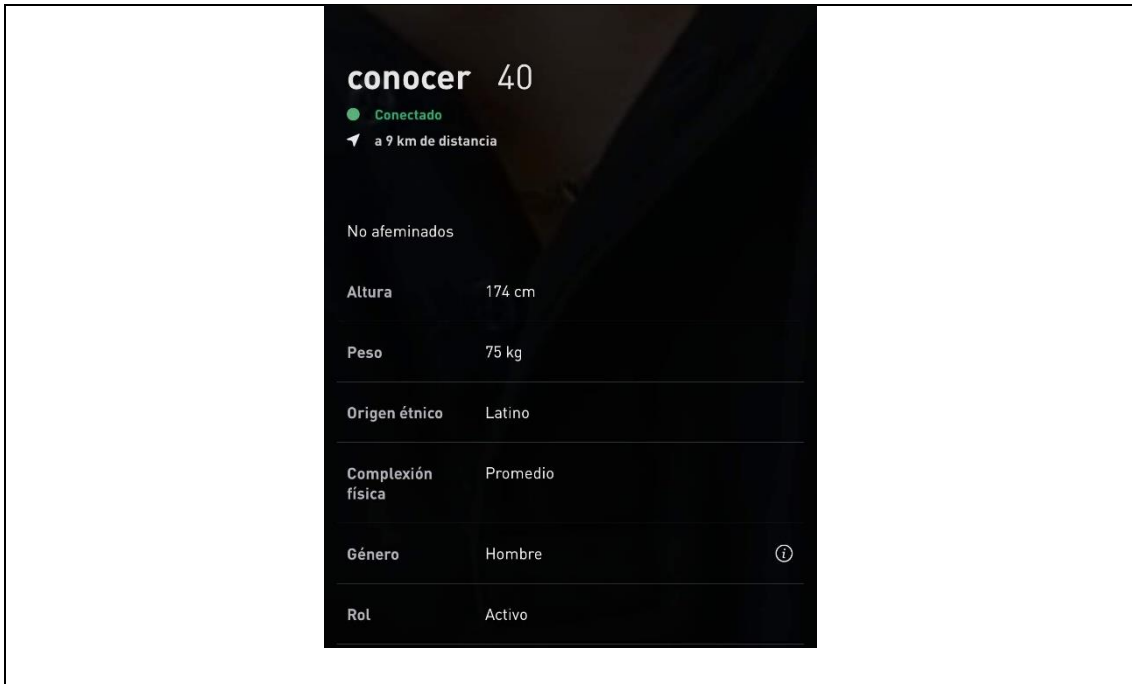 conocer 40
Conectado
a 9 km de distancia
No afeminados
Altura 174 cm
Peso 75 kg
Origen étnico Latino
Complexión física Promedio
Género Hombre
Rol Activo